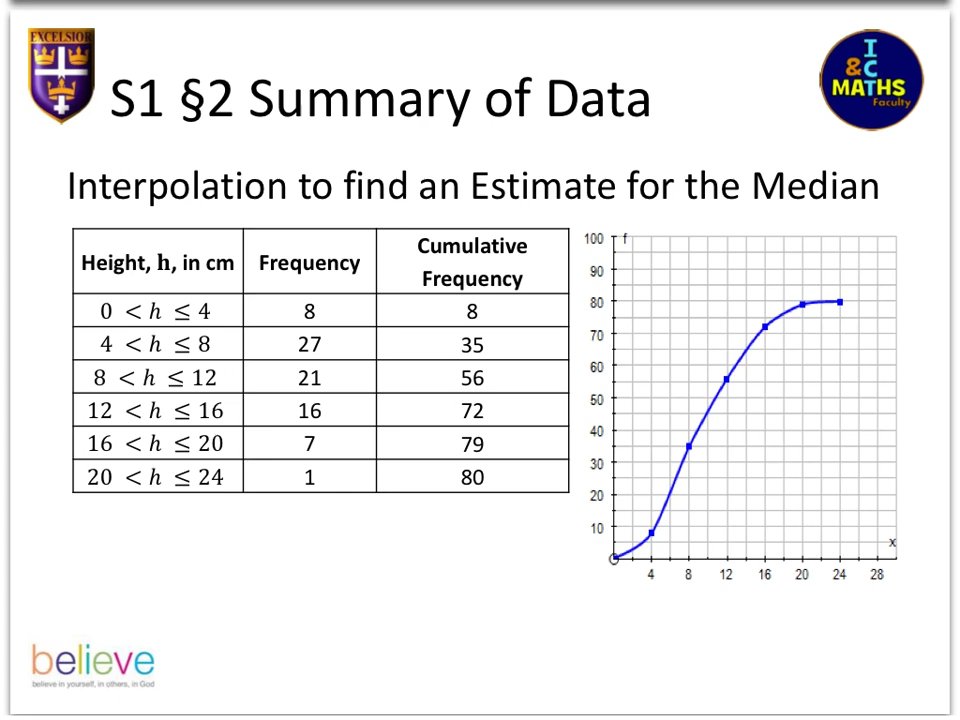 EXCELSIOR
S1 §2 Summary of Data
I
& C
MATHS
Faculty
Interpolation to find an Estimate for the Median
Height, h, in cm Frequency Cumulative Frequency
0 < ℎ ≤ 4 8 8
4 < ℎ ≤ 8 27 35
8 < ℎ ≤ 12 21 56
12 < ℎ ≤ 16 16 72
16 < ℎ ≤ 20 7 79
20 < ℎ ≤ 24 1 80
100 f
90
80
70
60
50
40
30
20
10
x
4 8 12 16 20 24 28
believe
believe in yourself, in others, in God